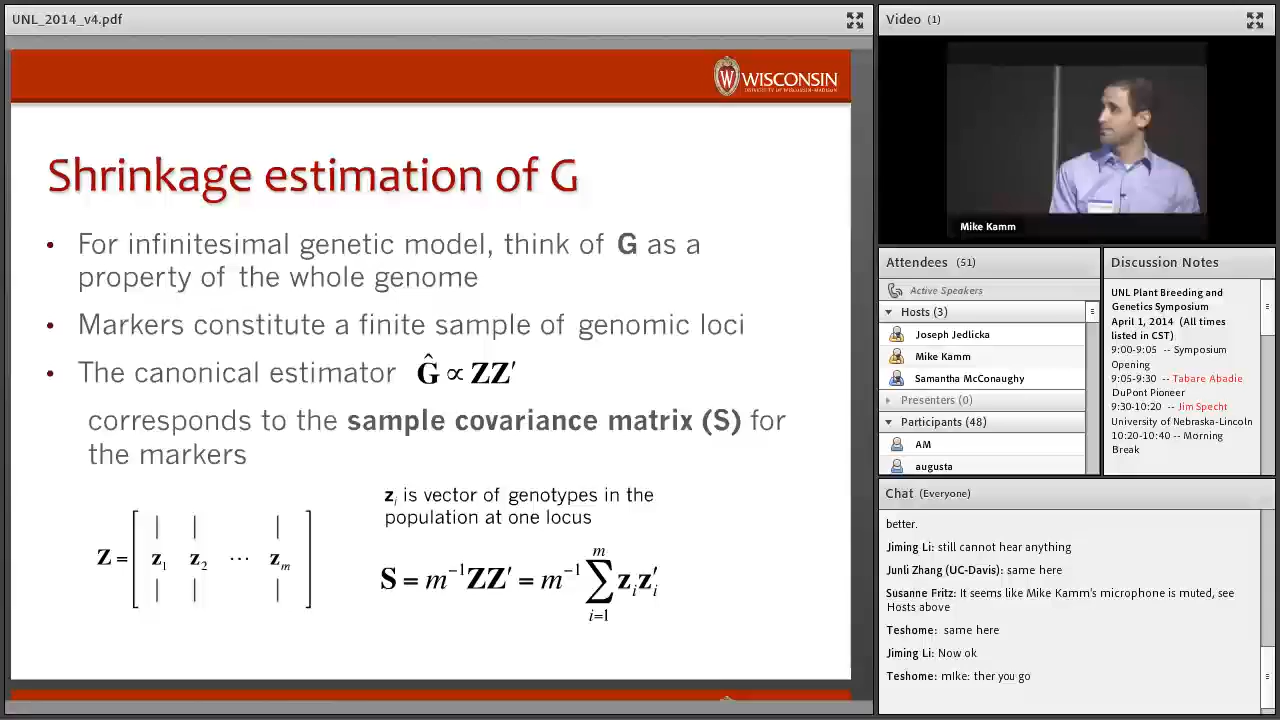 UNL_2014_v4.pdf
WISCONSIN
UNIVERSITY OF WISCONSIN-MADISON
Shrinkage estimation of G
• For infinitesimal genetic model, think of G as a
property of the whole genome
• Markers constitute a finite sample of genomic loci
• The canonical estimator Ĝ ∝ ZZ′
corresponds to the sample covariance matrix (S) for
the markers
zᵢ is vector of genotypes in the
population at one locus
Z = [ z₁ z₂ ⋯ zₘ ]
S = m⁻¹ZZ′ = m⁻¹ ∑ᵢ₌₁ᵐ zᵢz′ᵢ
Video (1)
Mike Kamm
Attendees (51)
Active Speakers
Hosts (3)
Joseph Jedlicka
Mike Kamm
Samantha McConaughy
Presenters (0)
Participants (48)
AM
augusta
Discussion Notes
UNL Plant Breeding and
Genetics Symposium
April 1, 2014 (All times
listed in CST)
9:00-9:05 -- Symposium
Opening
9:05-9:30 -- Tabare Abadie
DuPont Pioneer
9:30-10:20 -- Jim Specht
University of Nebraska-Lincoln
10:20-10:40 -- Morning
Break
Chat (Everyone)
better.
Jiming Li: still cannot hear anything
Junli Zhang (UC-Davis): same here
Susanne Fritz: It seems like Mike Kamm's microphone is muted, see
Hosts above
Teshome: same here
Jiming Li: Now ok
Teshome: mIke: ther you go